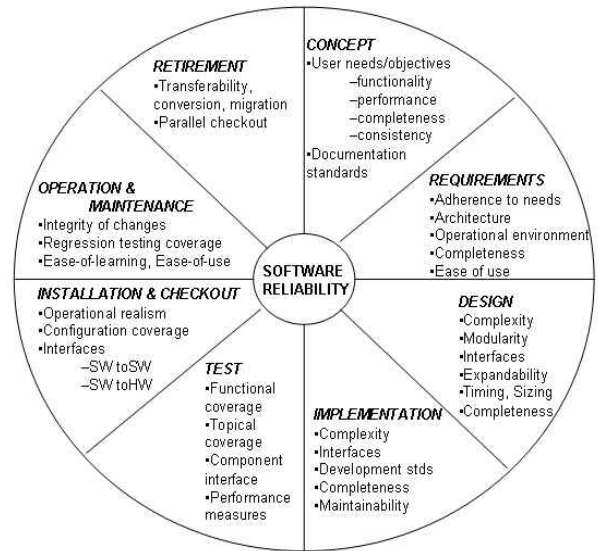 CONCEPT
▪User needs/objectives
–functionality
–performance
–completeness
–consistency
▪Documentation
standards
REQUIREMENTS
▪Adherence to needs
▪Architecture
▪Operational environment
▪Completeness
▪Ease of use
DESIGN
▪Complexity
▪Modularity
▪Interfaces
▪Expandability
▪Timing, Sizing
▪Completeness
IMPLEMENTATION
▪Complexity
▪Interfaces
▪Development stds
▪Completeness
▪Maintainability
TEST
▪Functional
coverage
▪Topical
coverage
▪Component
interface
▪Performance
measures
INSTALLATION & CHECKOUT
▪Operational realism
▪Configuration coverage
▪Interfaces
–SW toSW
–SW toHW
OPERATION &
MAINTENANCE
▪Integrity of changes
▪Regression testing coverage
▪Ease-of-learning, Ease-of-use
RETIREMENT
▪Transferability,
conversion, migration
▪Parallel checkout
SOFTWARE
RELIABILITY